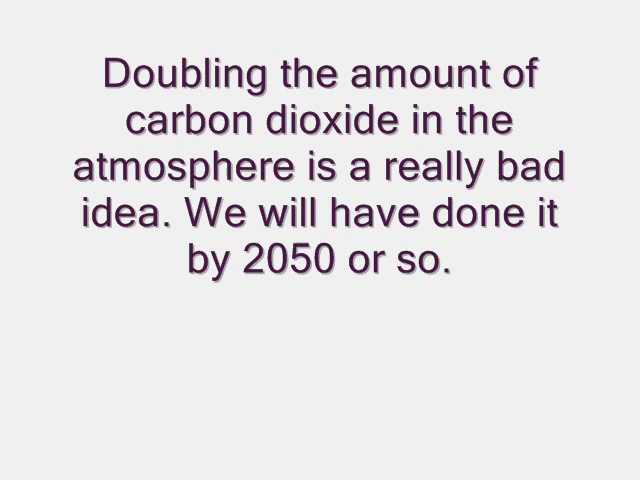 Doubling the amount of
carbon dioxide in the
atmosphere is a really bad
idea. We will have done it
by 2050 or so.